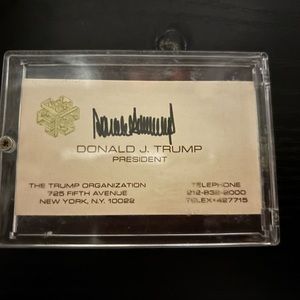 DONALD J. TRUMP
PRESIDENT
THE TRUMP ORGANIZATION
725 FIFTH AVENUE
NEW YORK, N.Y. 10022
TELEPHONE
212-832-2000
TELEX•427715